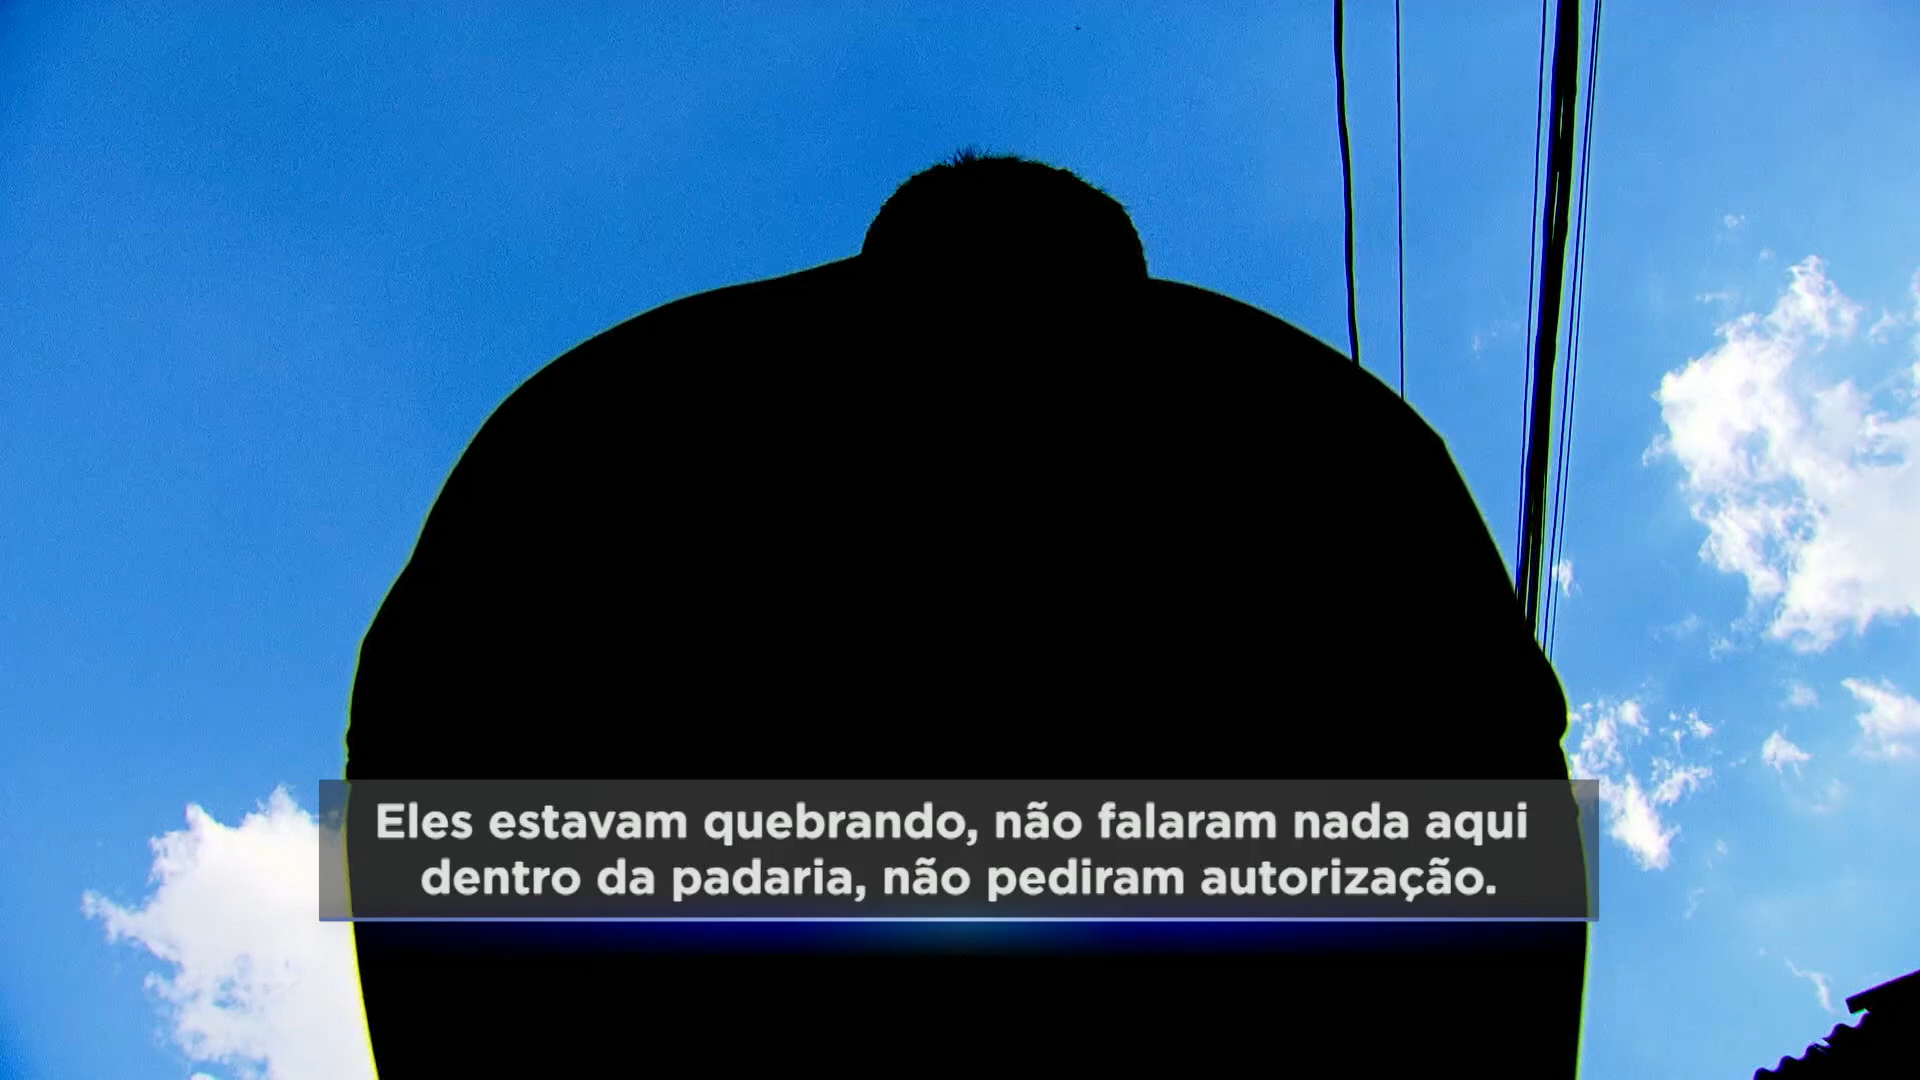 Eles estavam quebrando, não falaram nada aqui
dentro da padaria, não pediram autorização.